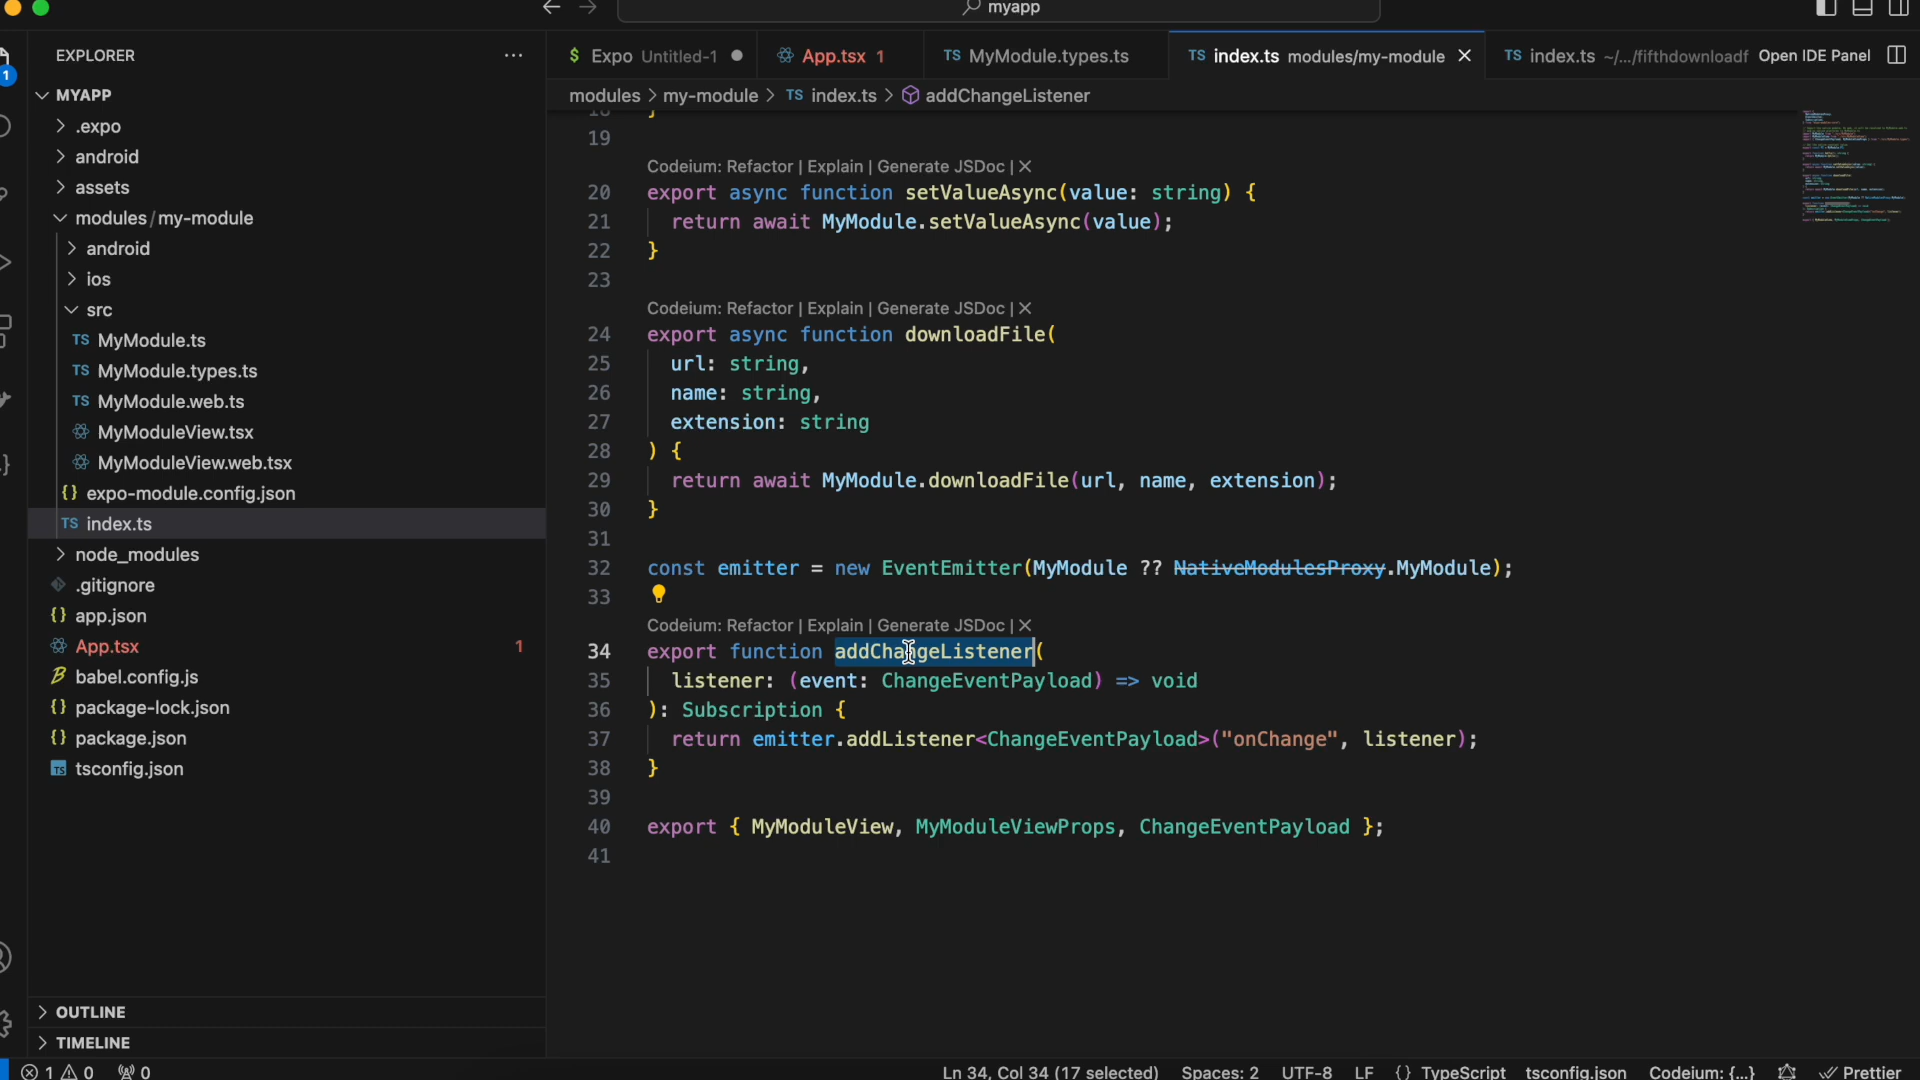 myapp
EXPLORER ...
$ Expo Untitled-1 ●
App.tsx 1
TS MyModule.types.ts
TS index.ts modules/my-module ×
TS index.ts ~/.../fifthdownloadf
Open IDE Panel
1
MYAPP
.expo
android
assets
modules/my-module
android
ios
src
TS MyModule.ts
TS MyModule.types.ts
TS MyModule.web.ts
MyModuleView.tsx
MyModuleView.web.tsx
{} expo-module.config.json
TS index.ts
node_modules
.gitignore
{} app.json
App.tsx 1
babel.config.js
{} package-lock.json
{} package.json
TS tsconfig.json
OUTLINE
TIMELINE
modules > my-module > TS index.ts > addChangeListener
18 }
19
Codeium: Refactor | Explain | Generate JSDoc | ×
20 export async function setValueAsync(value: string) {
21 return await MyModule.setValueAsync(value);
22 }
23
Codeium: Refactor | Explain | Generate JSDoc | ×
24 export async function downloadFile(
25 url: string,
26 name: string,
27 extension: string
28 ) {
29 return await MyModule.downloadFile(url, name, extension);
30 }
31
32 const emitter = new EventEmitter(MyModule ?? NativeModulesProxy.MyModule);
33
Codeium: Refactor | Explain | Generate JSDoc | ×
34 export function addChangeListener(
35 listener: (event: ChangeEventPayload) => void
36 ): Subscription {
37 return emitter.addListener<ChangeEventPayload>("onChange", listener);
38 }
39
40 export { MyModuleView, MyModuleViewProps, ChangeEventPayload };
41
1 0 0 Ln 34, Col 34 (17 selected) Spaces: 2 UTF-8 LF {} TypeScript tsconfig.json Codeium: {...} Prettier